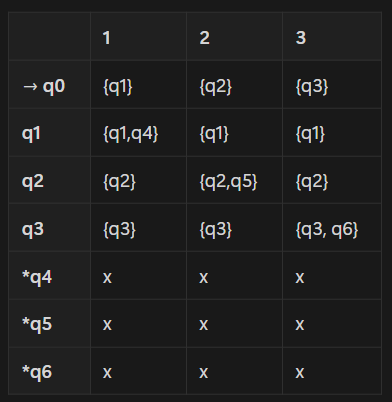 1 2 3
→ q0 {q1} {q2} {q3}
q1 {q1,q4} {q1} {q1}
q2 {q2} {q2,q5} {q2}
q3 {q3} {q3} {q3, q6}
*q4 x x x
*q5 x x x
*q6 x x x